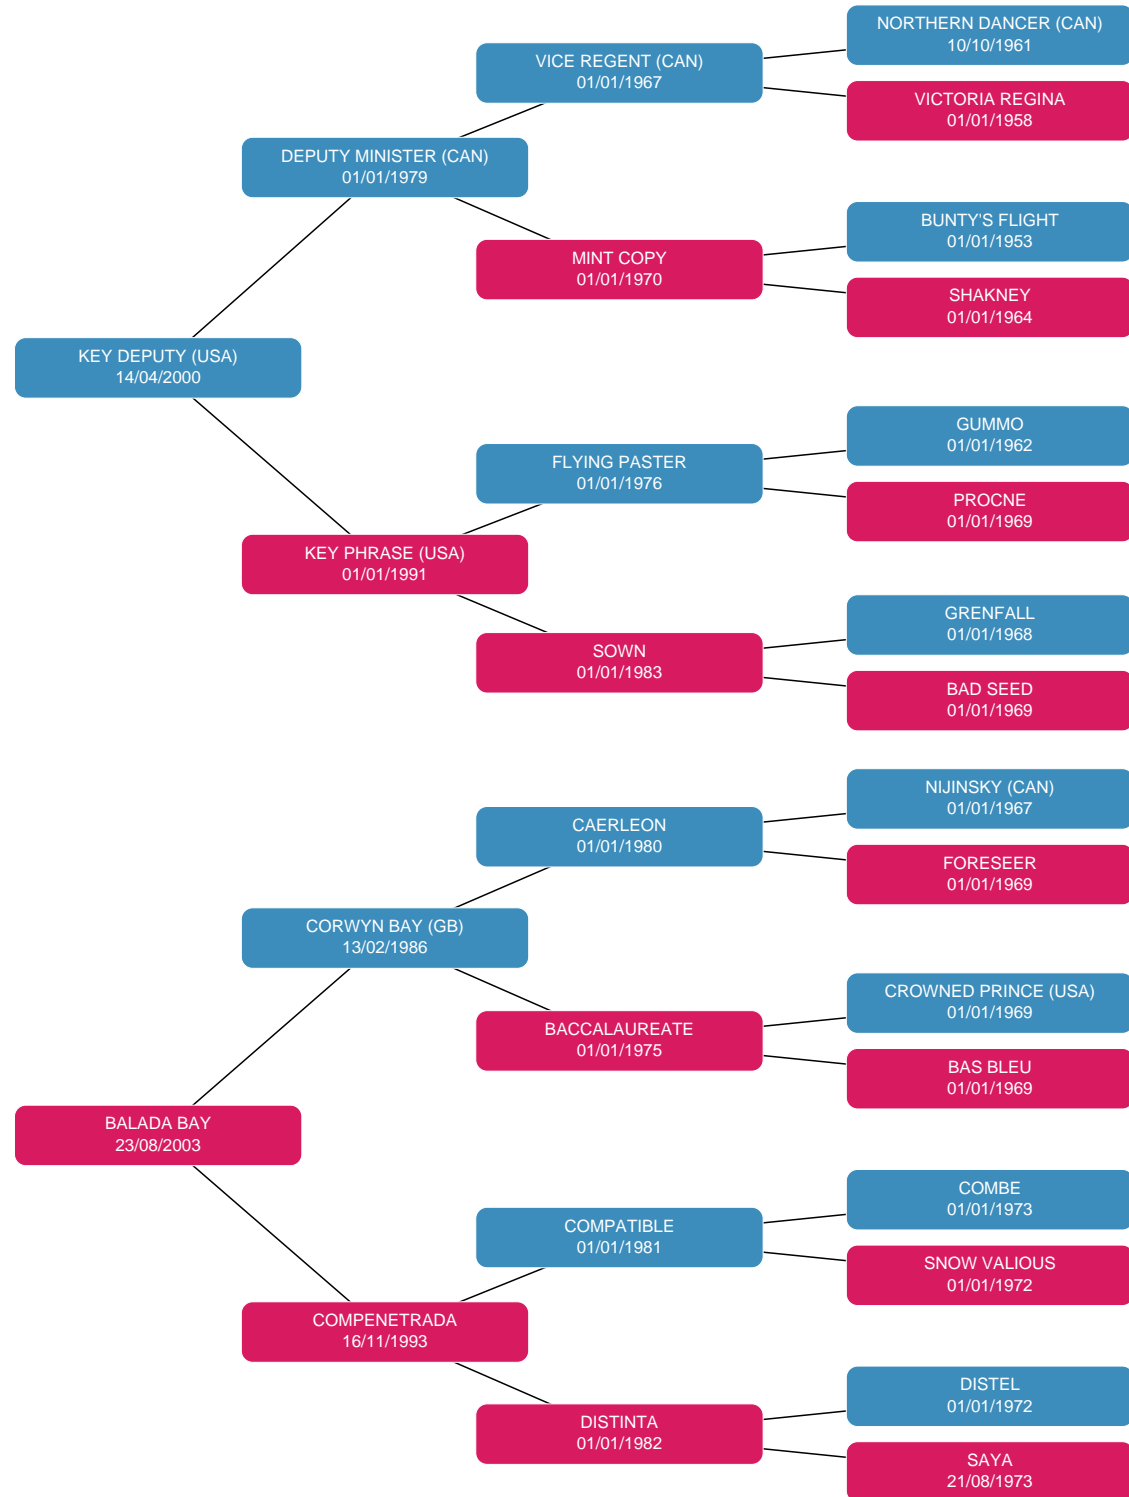 NORTHERN DANCER (CAN)
10/10/1961
VICE REGENT (CAN)
01/01/1967
VICTORIA REGINA
01/01/1958
DEPUTY MINISTER (CAN)
01/01/1979
BUNTY'S FLIGHT
01/01/1953
MINT COPY
01/01/1970
SHAKNEY
01/01/1964
KEY DEPUTY (USA)
14/04/2000
GUMMO
01/01/1962
FLYING PASTER
01/01/1976
PROCNE
01/01/1969
KEY PHRASE (USA)
01/01/1991
GRENFALL
01/01/1968
SOWN
01/01/1983
BAD SEED
01/01/1969
NIJINSKY (CAN)
01/01/1967
CAERLEON
01/01/1980
FORESEER
01/01/1969
CORWYN BAY (GB)
13/02/1986
CROWNED PRINCE (USA)
01/01/1969
BACCALAUREATE
01/01/1975
BAS BLEU
01/01/1969
BALADA BAY
23/08/2003
COMBE
01/01/1973
COMPATIBLE
01/01/1981
SNOW VALIOUS
01/01/1972
COMPENETRADA
16/11/1993
DISTEL
01/01/1972
DISTINTA
01/01/1982
SAYA
21/08/1973